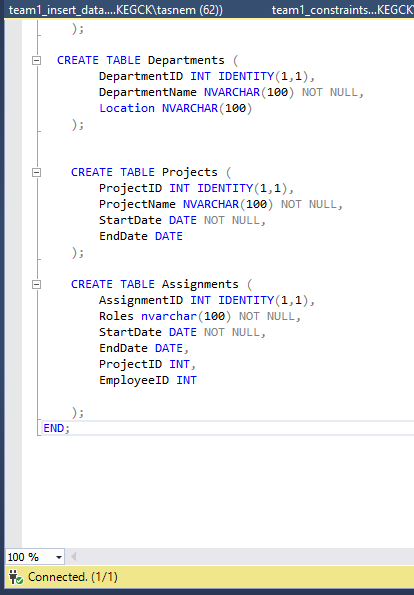 team1_insert_data....KEGCK\tasnem (62))
team1_constraints...KEGCK
);
CREATE TABLE Departments (
DepartmentID INT IDENTITY(1,1),
DepartmentName NVARCHAR(100) NOT NULL,
Location NVARCHAR(100)
);
CREATE TABLE Projects (
ProjectID INT IDENTITY(1,1),
ProjectName NVARCHAR(100) NOT NULL,
StartDate DATE NOT NULL,
EndDate DATE
);
CREATE TABLE Assignments (
AssignmentID INT IDENTITY(1,1),
Roles nvarchar(100) NOT NULL,
StartDate DATE NOT NULL,
EndDate DATE,
ProjectID INT,
EmployeeID INT
);
END;
100 %
Connected. (1/1)